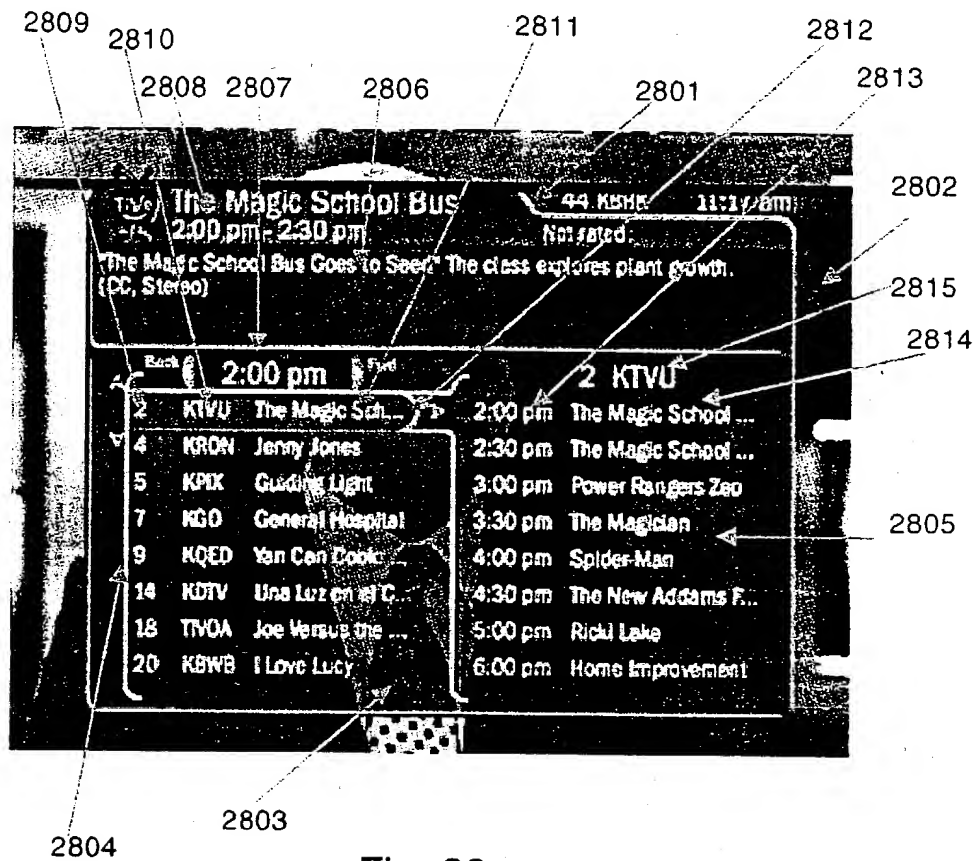 2809 2810 2811 2812
2808 2807 2806 2801 2813
2802
TiVo The Magic School Bus 44 KBHK 11:17 am
2:00 pm - 2:30 pm Not rated
"The Magic School Bus Goes to Seed" The class explores plant growth.
(CC, Stereo)
2815
2814
Back 2:00 pm Fwd 2 KTVU
2 KTVU The Magic Sch... 2:00 pm The Magic School ...
4 KRON Jenny Jones 2:30 pm The Magic School ...
5 KPIX Guiding Light 3:00 pm Power Rangers Zeo
7 KGO General Hospital 3:30 pm The Magician
2805
9 KQED Yan Can Cook: 4:00 pm Spider-Man
14 KDTV Una Luz en el C... 4:30 pm The New Addams F...
18 TIVOA Joe Versus the ... 5:00 pm Ricki Lake
20 KBWB I Love Lucy 6:00 pm Home Improvement
2804 2803